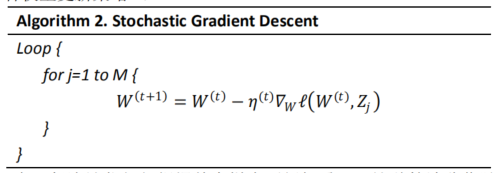 Algorithm 2. Stochastic Gradient Descent
Loop {
for j=1 to M {
W^{(t+1)} = W^{(t)} − η^{(t)}∇_W ℓ(W^{(t)}, Z_j)
}
}